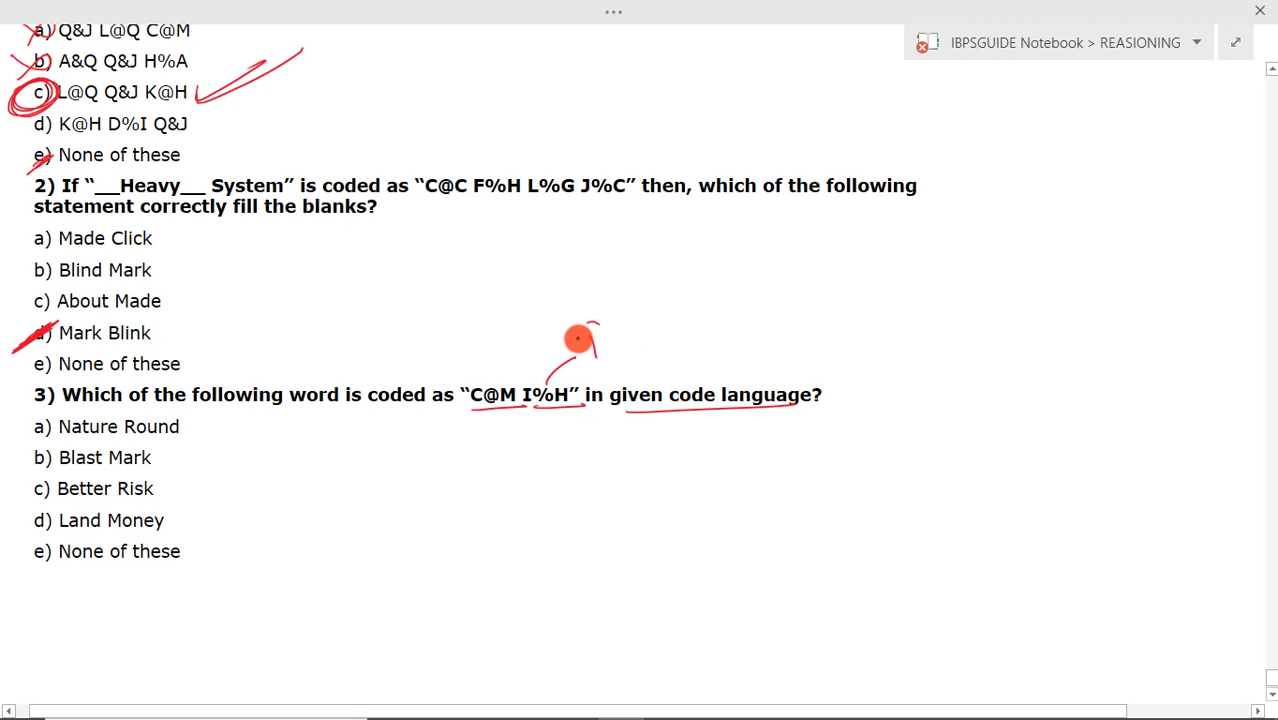 a) Q&J L@Q C@M
IBPSGUIDE Notebook > REASIONING
b) A&Q Q&J H%A
c) L@Q Q&J K@H
d) K@H D%I Q&J
e) None of these
2) If “__Heavy__ System” is coded as “C@C F%H L%G J%C” then, which of the following
statement correctly fill the blanks?
a) Made Click
b) Blind Mark
c) About Made
d) Mark Blink
e) None of these
3) Which of the following word is coded as “C@M I%H” in given code language?
a) Nature Round
b) Blast Mark
c) Better Risk
d) Land Money
e) None of these